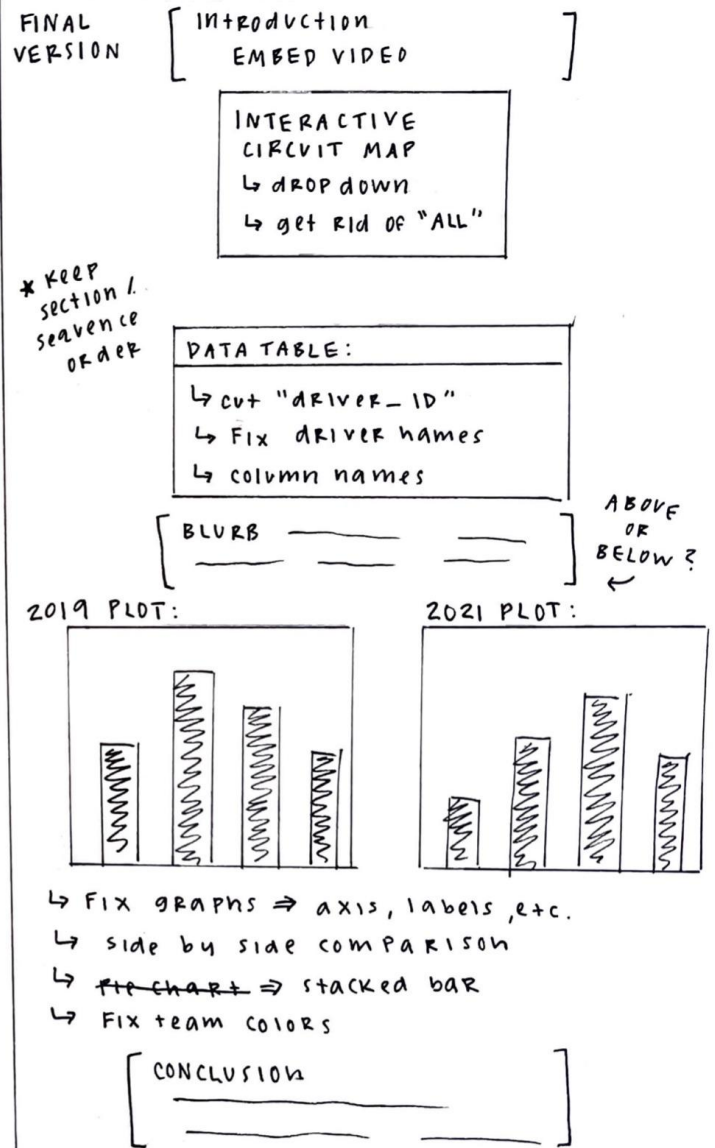 FINAL
VERSION
Introduction
EMBED VIDEO
INTERACTIVE
CIRCUIT MAP
↳ drop down
↳ get Rid OF "ALL"
* Keep
section /.
sequence
order
DATA TABLE:
↳ cut "dRIVER_ID"
↳ Fix driver names
↳ column names
BLURB
ABOVE
OR
BELOW?
2019 PLOT:
2021 PLOT:
↳ Fix graphs ⇒ axis, labels, etc.
↳ side by side comparison
↳ pie chart ⇒ stacked bar
↳ Fix team colors
CONCLUSION